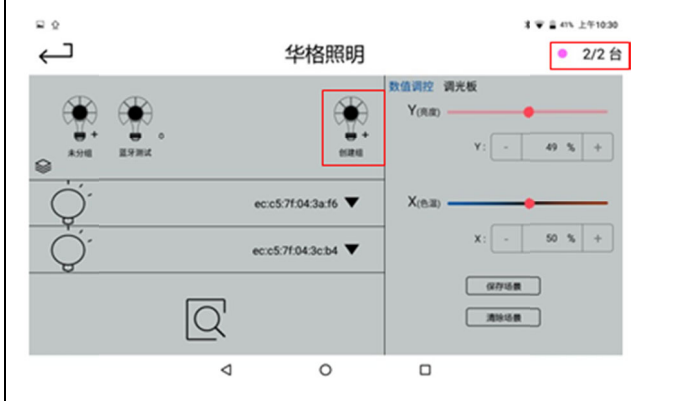 41% 上午10:30
华格照明
2/2 台
数值调控 调光板
Y(亮度)
Y: - 49 % +
X(色温)
X: - 50 % +
保存场景
清除场景
未分组
蓝牙测试
创建组
ec:c5:7f:04:3a:f6
ec:c5:7f:04:3c:b4